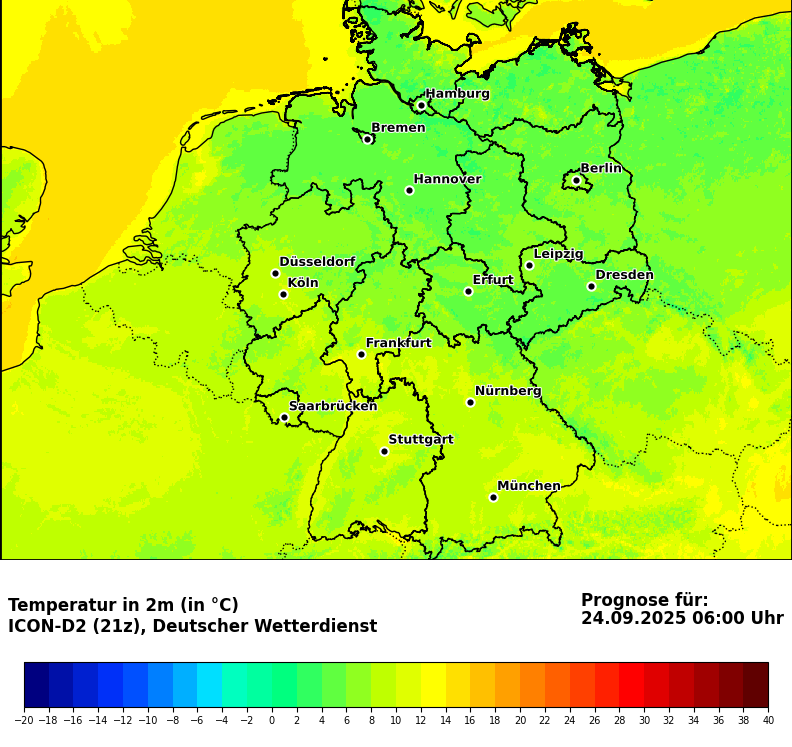 Hamburg
Bremen
Berlin
Hannover
Leipzig
Düsseldorf
Dresden
Erfurt
Köln
Frankfurt
Nürnberg
Saarbrücken
Stuttgart
München
Temperatur in 2m (in °C)
ICON-D2 (21z), Deutscher Wetterdienst
Prognose für:
24.09.2025 06:00 Uhr
−20 −18 −16 −14 −12 −10 −8 −6 −4 −2 0 2 4 6 8 10 12 14 16 18 20 22 24 26 28 30 32 34 36 38 40